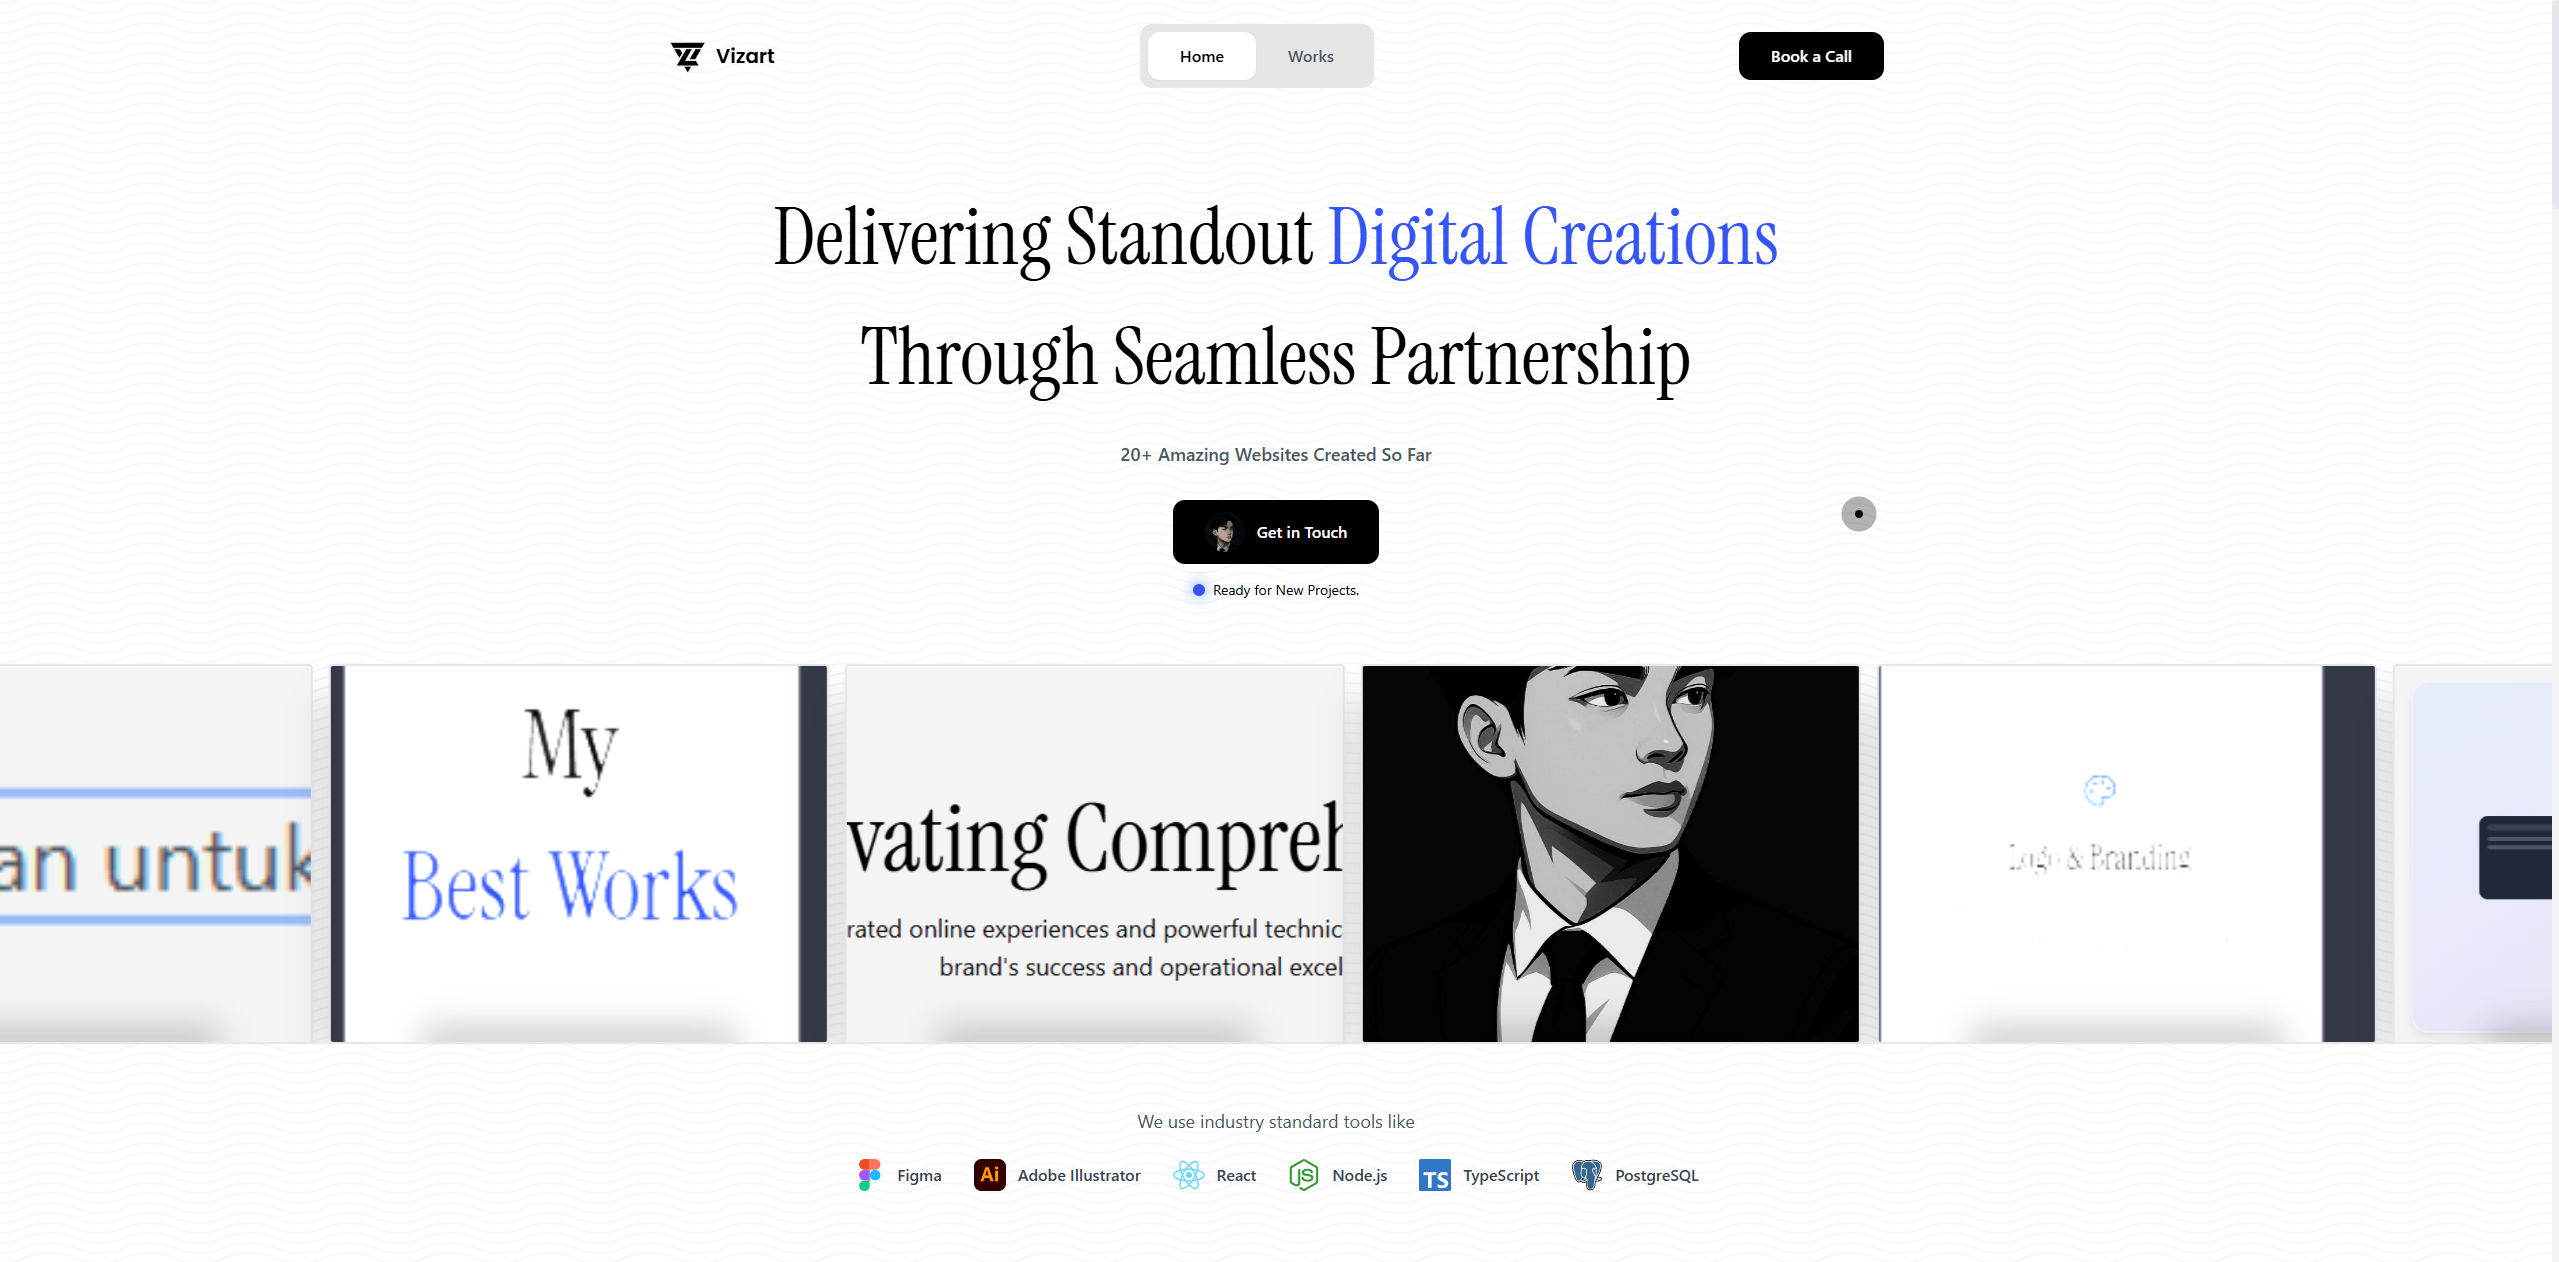 Vizart
Home
Works
Book a Call
Delivering Standout Digital Creations
Through Seamless Partnership
20+ Amazing Websites Created So Far
Get in Touch
Ready for New Projects.
an untuk
My
Best Works
vating Compreh
rated online experiences and powerful technic
brand's success and operational excel
Logo & Branding
We use industry standard tools like
Figma
Ai Adobe Illustrator
React
JS Node.js
TS TypeScript
PostgreSQL